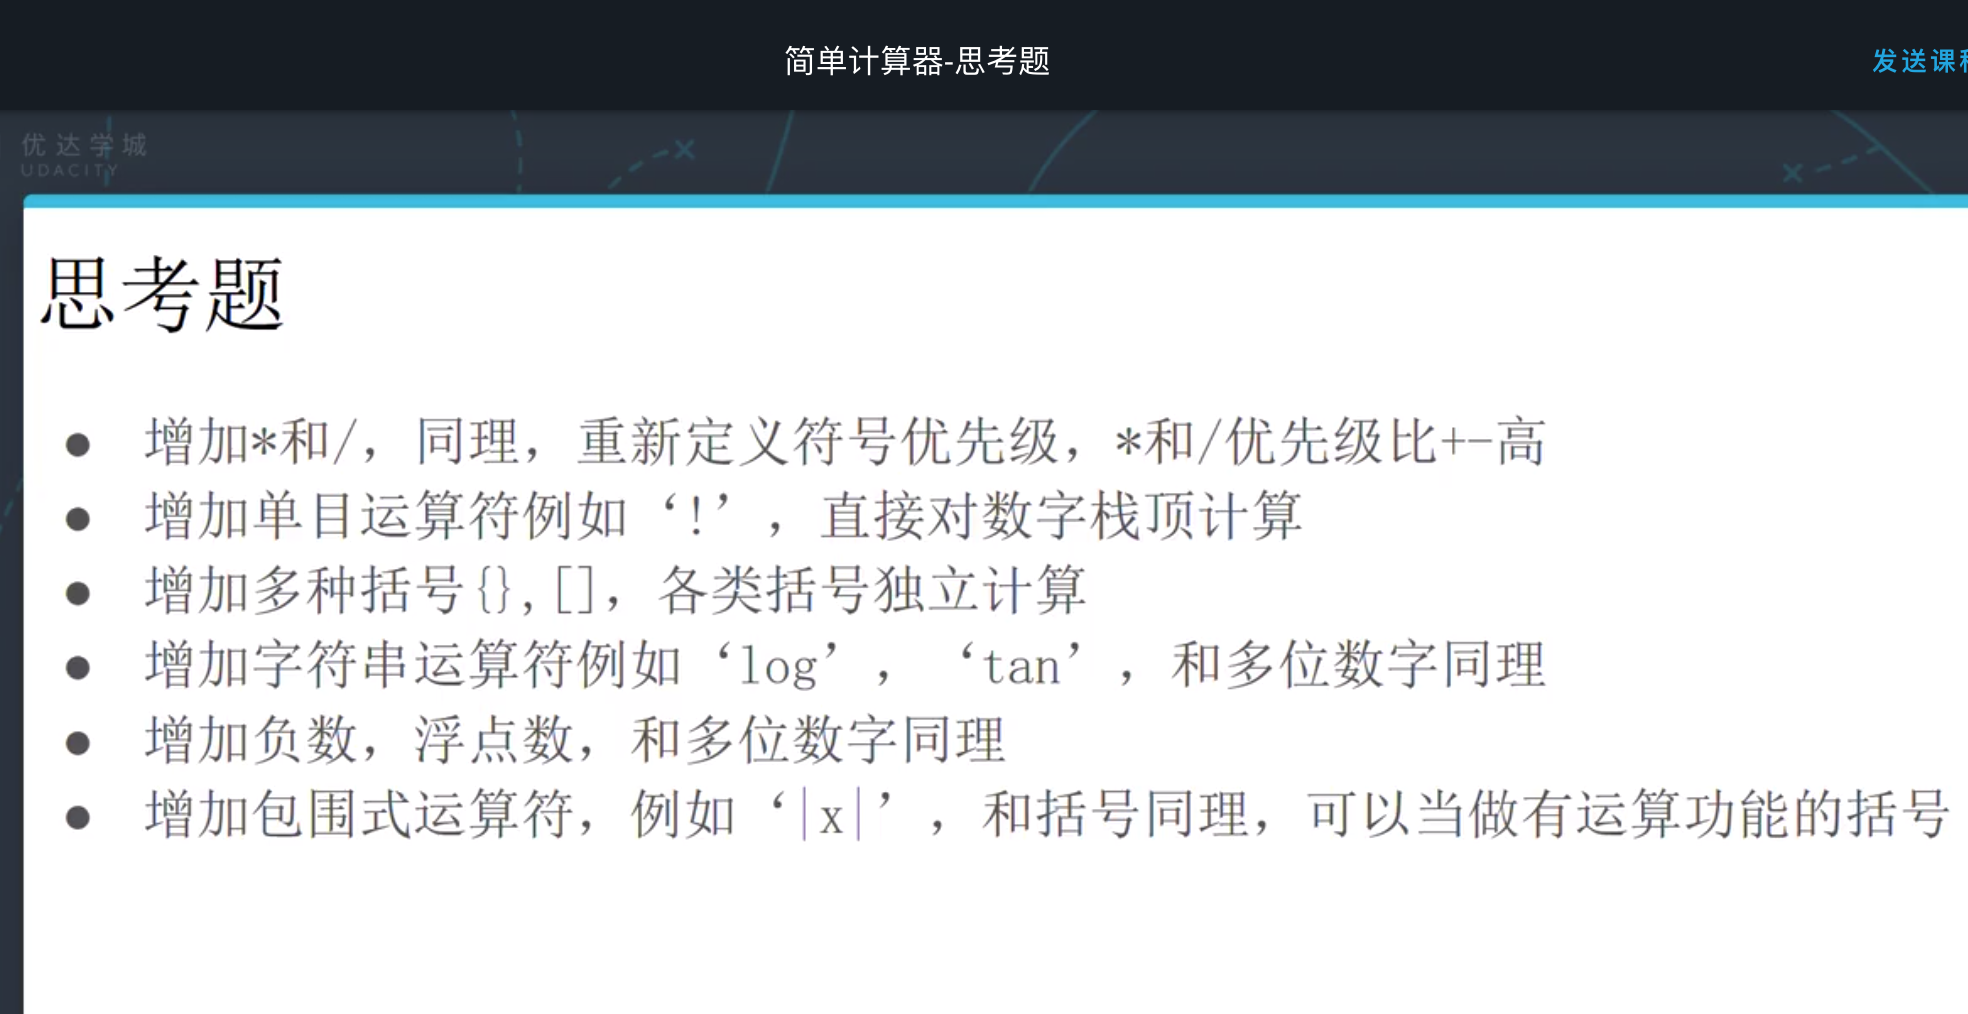 简单计算器-思考题
发送课
优达学城
UDACITY
思考题
● 增加*和/，同理，重新定义符号优先级，*和/优先级比+-高
● 增加单目运算符例如‘!’，直接对数字栈顶计算
● 增加多种括号{},[]，各类括号独立计算
● 增加字符串运算符例如‘log’，‘tan’，和多位数字同理
● 增加负数，浮点数，和多位数字同理
● 增加包围式运算符，例如‘|x|’，和括号同理，可以当做有运算功能的括号